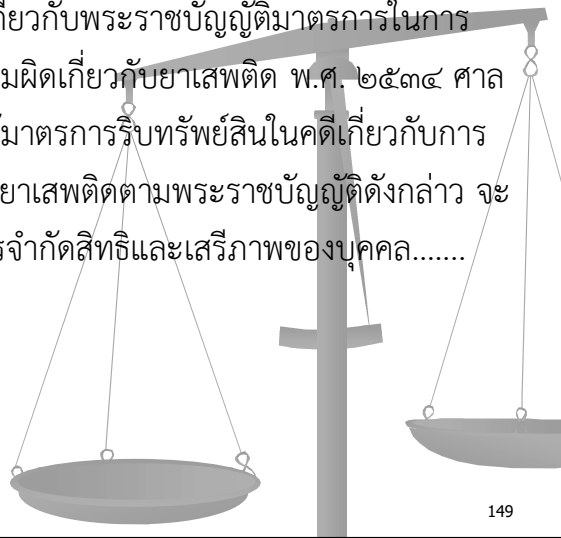 กี่ยวกับพระราชบัญญัติมาตรการในการ
มผิดเกี่ยวกับยาเสพติด พ.ศ. ๒๕๓๔ ศาล
มาตรการริบทรัพย์สินในคดีเกี่ยวกับการ
ยาเสพติดตามพระราชบัญญัติดังกล่าว จะ
รจำกัดสิทธิและเสรีภาพของบุคคล.......
149